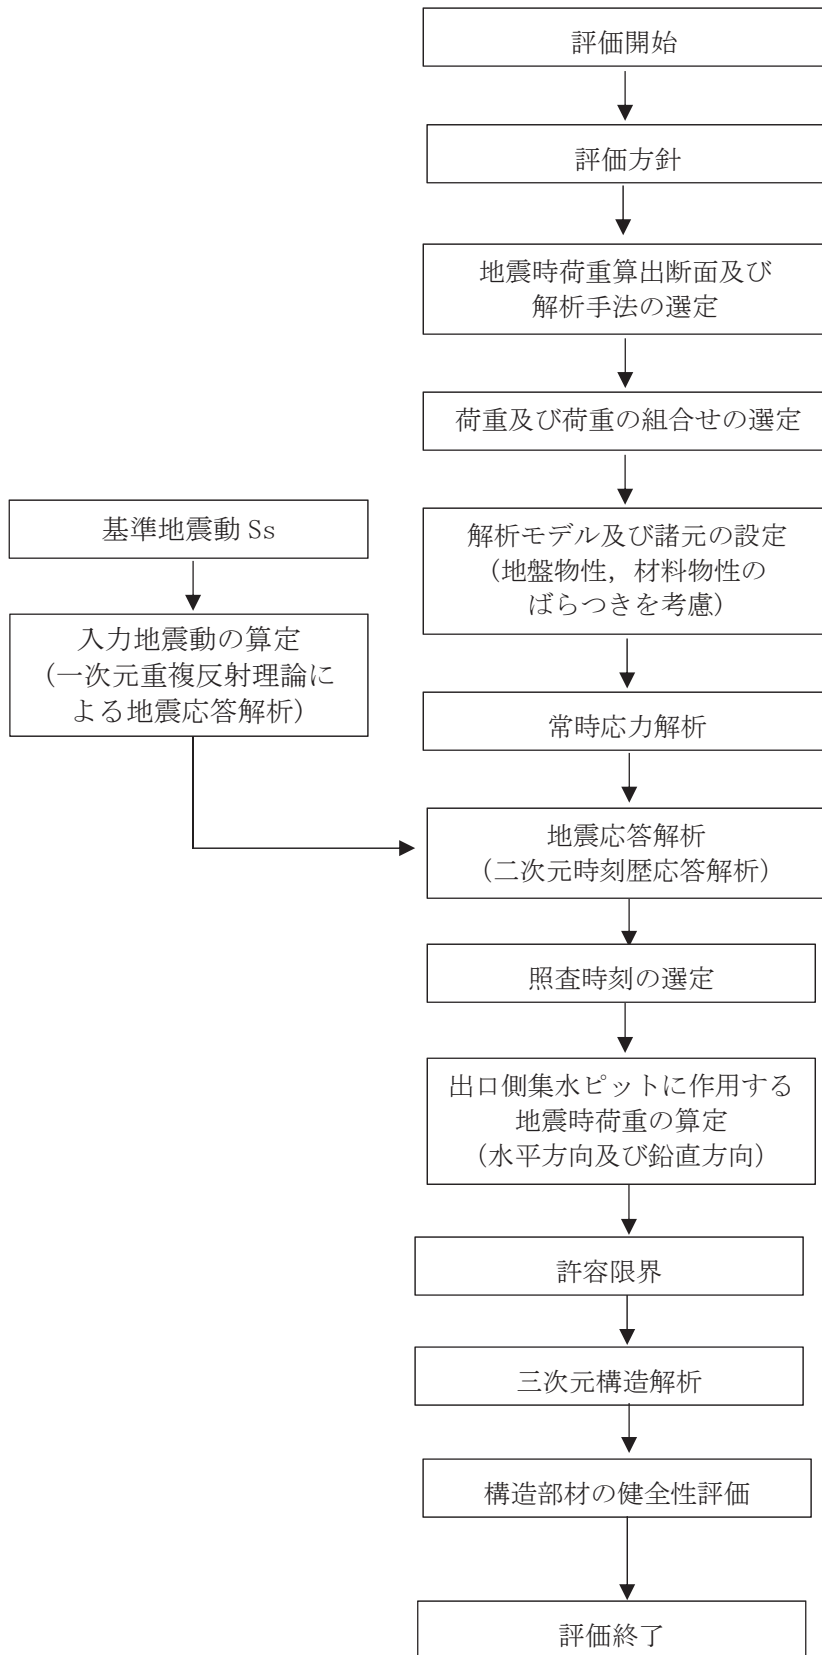 評価開始
評価方針
地震時荷重算出断面及び
解析手法の選定
荷重及び荷重の組合せの選定
基準地震動 Ss
入力地震動の算定
(一次元重複反射理論に
よる地震応答解析)
解析モデル及び諸元の設定
(地盤物性，材料物性の
ばらつきを考慮)
常時応力解析
地震応答解析
(二次元時刻歴応答解析)
照査時刻の選定
出口側集水ピットに作用する
地震時荷重の算定
(水平方向及び鉛直方向)
許容限界
三次元構造解析
構造部材の健全性評価
評価終了